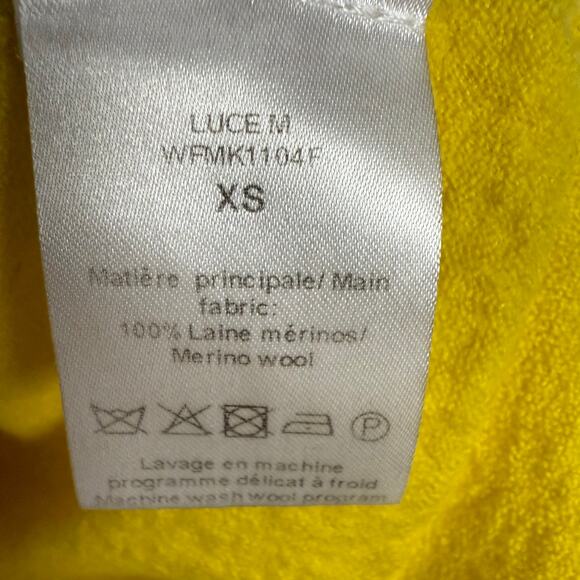 LUCE M
WFMK1104F
XS
Matière principale/ Main
fabric:
100% Laine mérinos/
Merino wool
P
Lavage en machine
programme délicat à froid
Machine wash wool program